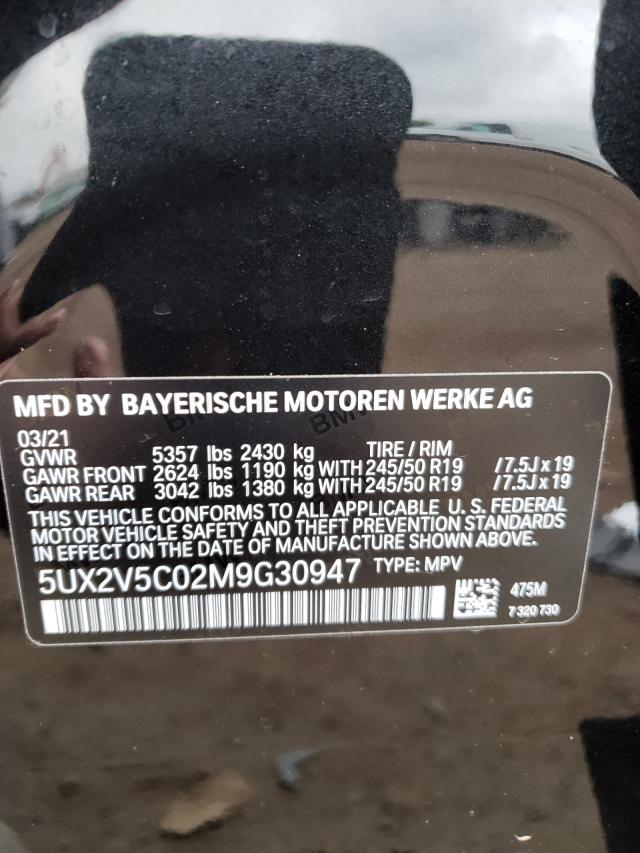 MFD BY BAYERISCHE MOTOREN WERKE AG
03/21
GVWR 5357 lbs 2430 kg TIRE / RIM
GAWR FRONT 2624 lbs 1190 kg WITH 245/50 R19 /7.5J x 19
GAWR REAR 3042 lbs 1380 kg WITH 245/50 R19 /7.5J x 19
THIS VEHICLE CONFORMS TO ALL APPLICABLE U. S. FEDERAL
MOTOR VEHICLE SAFETY AND THEFT PREVENTION STANDARDS
IN EFFECT ON THE DATE OF MANUFACTURE SHOWN ABOVE.
5UX2V5C02M9G30947 TYPE: MPV
475M
7 320 730